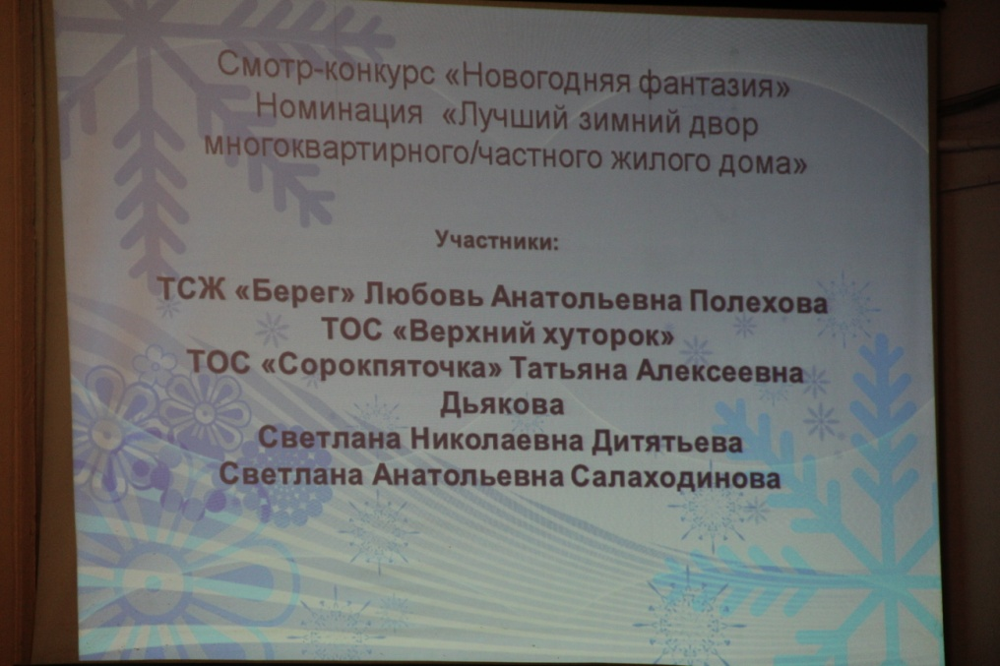 Смотр-конкурс «Новогодняя фантазия»
Номинация «Лучший зимний двор
многоквартирного/частного жилого дома»
Участники:
ТСЖ «Берег» Любовь Анатольевна Полехова
ТОС «Верхний хуторок»
ТОС «Сорокпяточка» Татьяна Алексеевна
Дьякова
Светлана Николаевна Дитятьева
Светлана Анатольевна Салаходинова